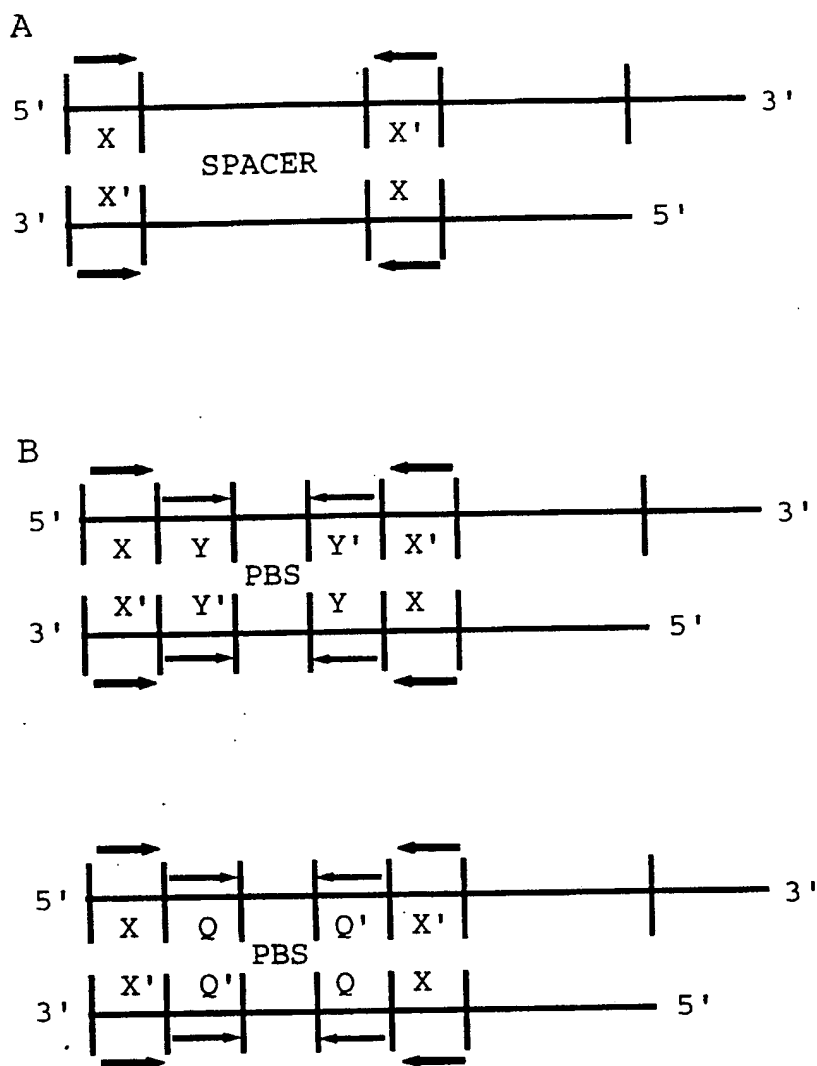 A
5' 3'
X X'
SPACER
X' X
3' 5'
B
5' 3'
X Y Y' X'
PBS
X' Y' Y X
3' 5'
5' 3'
X Q Q' X'
PBS
X' Q' Q X
3' 5'